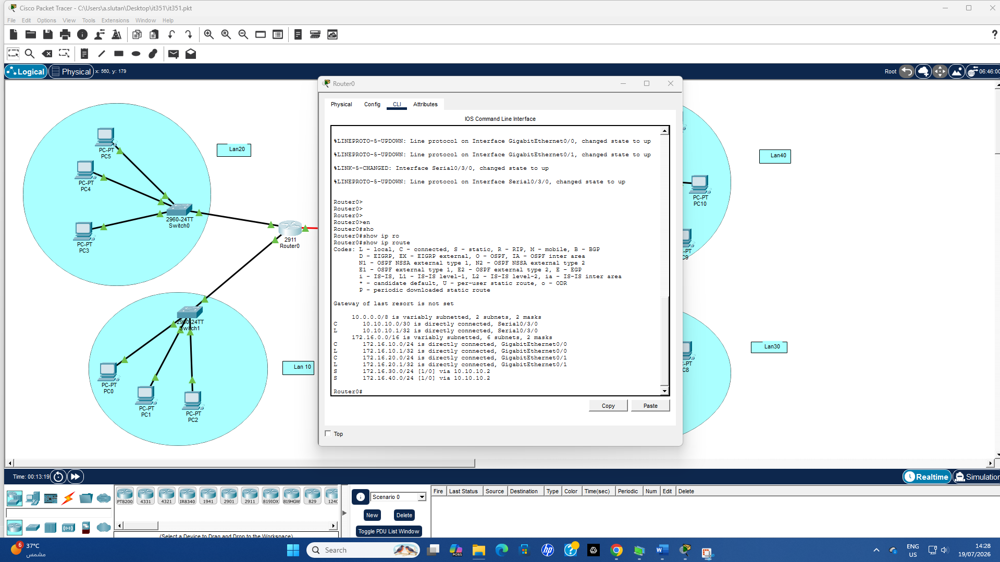 Cisco Packet Tracer - C:\Users\a.slutan\Desktop\it351\it351.pkt
File Edit Options View Tools Extensions Window Help
Logical Physical x: 560, y: 179
Root 06:46:00
Router0
Physical Config CLI Attributes
IOS Command Line Interface
%LINEPROTO-5-UPDOWN: Line protocol on Interface GigabitEthernet0/0, changed state to up
%LINEPROTO-5-UPDOWN: Line protocol on Interface GigabitEthernet0/1, changed state to up
%LINK-5-CHANGED: Interface Serial0/3/0, changed state to up
%LINEPROTO-5-UPDOWN: Line protocol on Interface Serial0/3/0, changed state to up
Router0>
Router0>
Router0>
Router0>en
Router0#sho
Router0#show ip ro
Router0#show ip route
Codes: L - local, C - connected, S - static, R - RIP, M - mobile, B - BGP
D - EIGRP, EX - EIGRP external, O - OSPF, IA - OSPF inter area
N1 - OSPF NSSA external type 1, N2 - OSPF NSSA external type 2
E1 - OSPF external type 1, E2 - OSPF external type 2, E - EGP
i - IS-IS, L1 - IS-IS level-1, L2 - IS-IS level-2, ia - IS-IS inter area
* - candidate default, U - per-user static route, o - ODR
P - periodic downloaded static route
Gateway of last resort is not set
10.0.0.0/8 is variably subnetted, 2 subnets, 2 masks
C 10.10.10.0/30 is directly connected, Serial0/3/0
L 10.10.10.1/32 is directly connected, Serial0/3/0
172.16.0.0/16 is variably subnetted, 6 subnets, 2 masks
C 172.16.10.0/24 is directly connected, GigabitEthernet0/0
L 172.16.10.1/32 is directly connected, GigabitEthernet0/0
C 172.16.20.0/24 is directly connected, GigabitEthernet0/1
L 172.16.20.1/32 is directly connected, GigabitEthernet0/1
S 172.16.30.0/24 [1/0] via 10.10.10.2
S 172.16.40.0/24 [1/0] via 10.10.10.2
Router0#
Copy Paste
Top
PC-PT
PC5
Lan20
PC-PT
PC4
2960-24TT
Switch0
PC-PT
PC3
2911
Router0
2960-24TT
Switch1
Lan 10
PC-PT
PC0
PC-PT
PC1
PC-PT
PC2
Lan40
PC-PT
PC10
-PT
C9
Lan30
-PT
C8
Time: 00:13:19
Realtime Simulation
PT8200 4331 4321 IR8340 1941 2901 2911 819IOX 819HGW 829 1240
(Select a Device to Drag and Drop to the Workspace)
Scenario 0
New Delete
Toggle PDU List Window
Fire Last Status Source Destination Type Color Time(sec) Periodic Num Edit Delete
6
37°C
مشمس
Search
M365
hp
ENG
US
14:28
19/07/2026